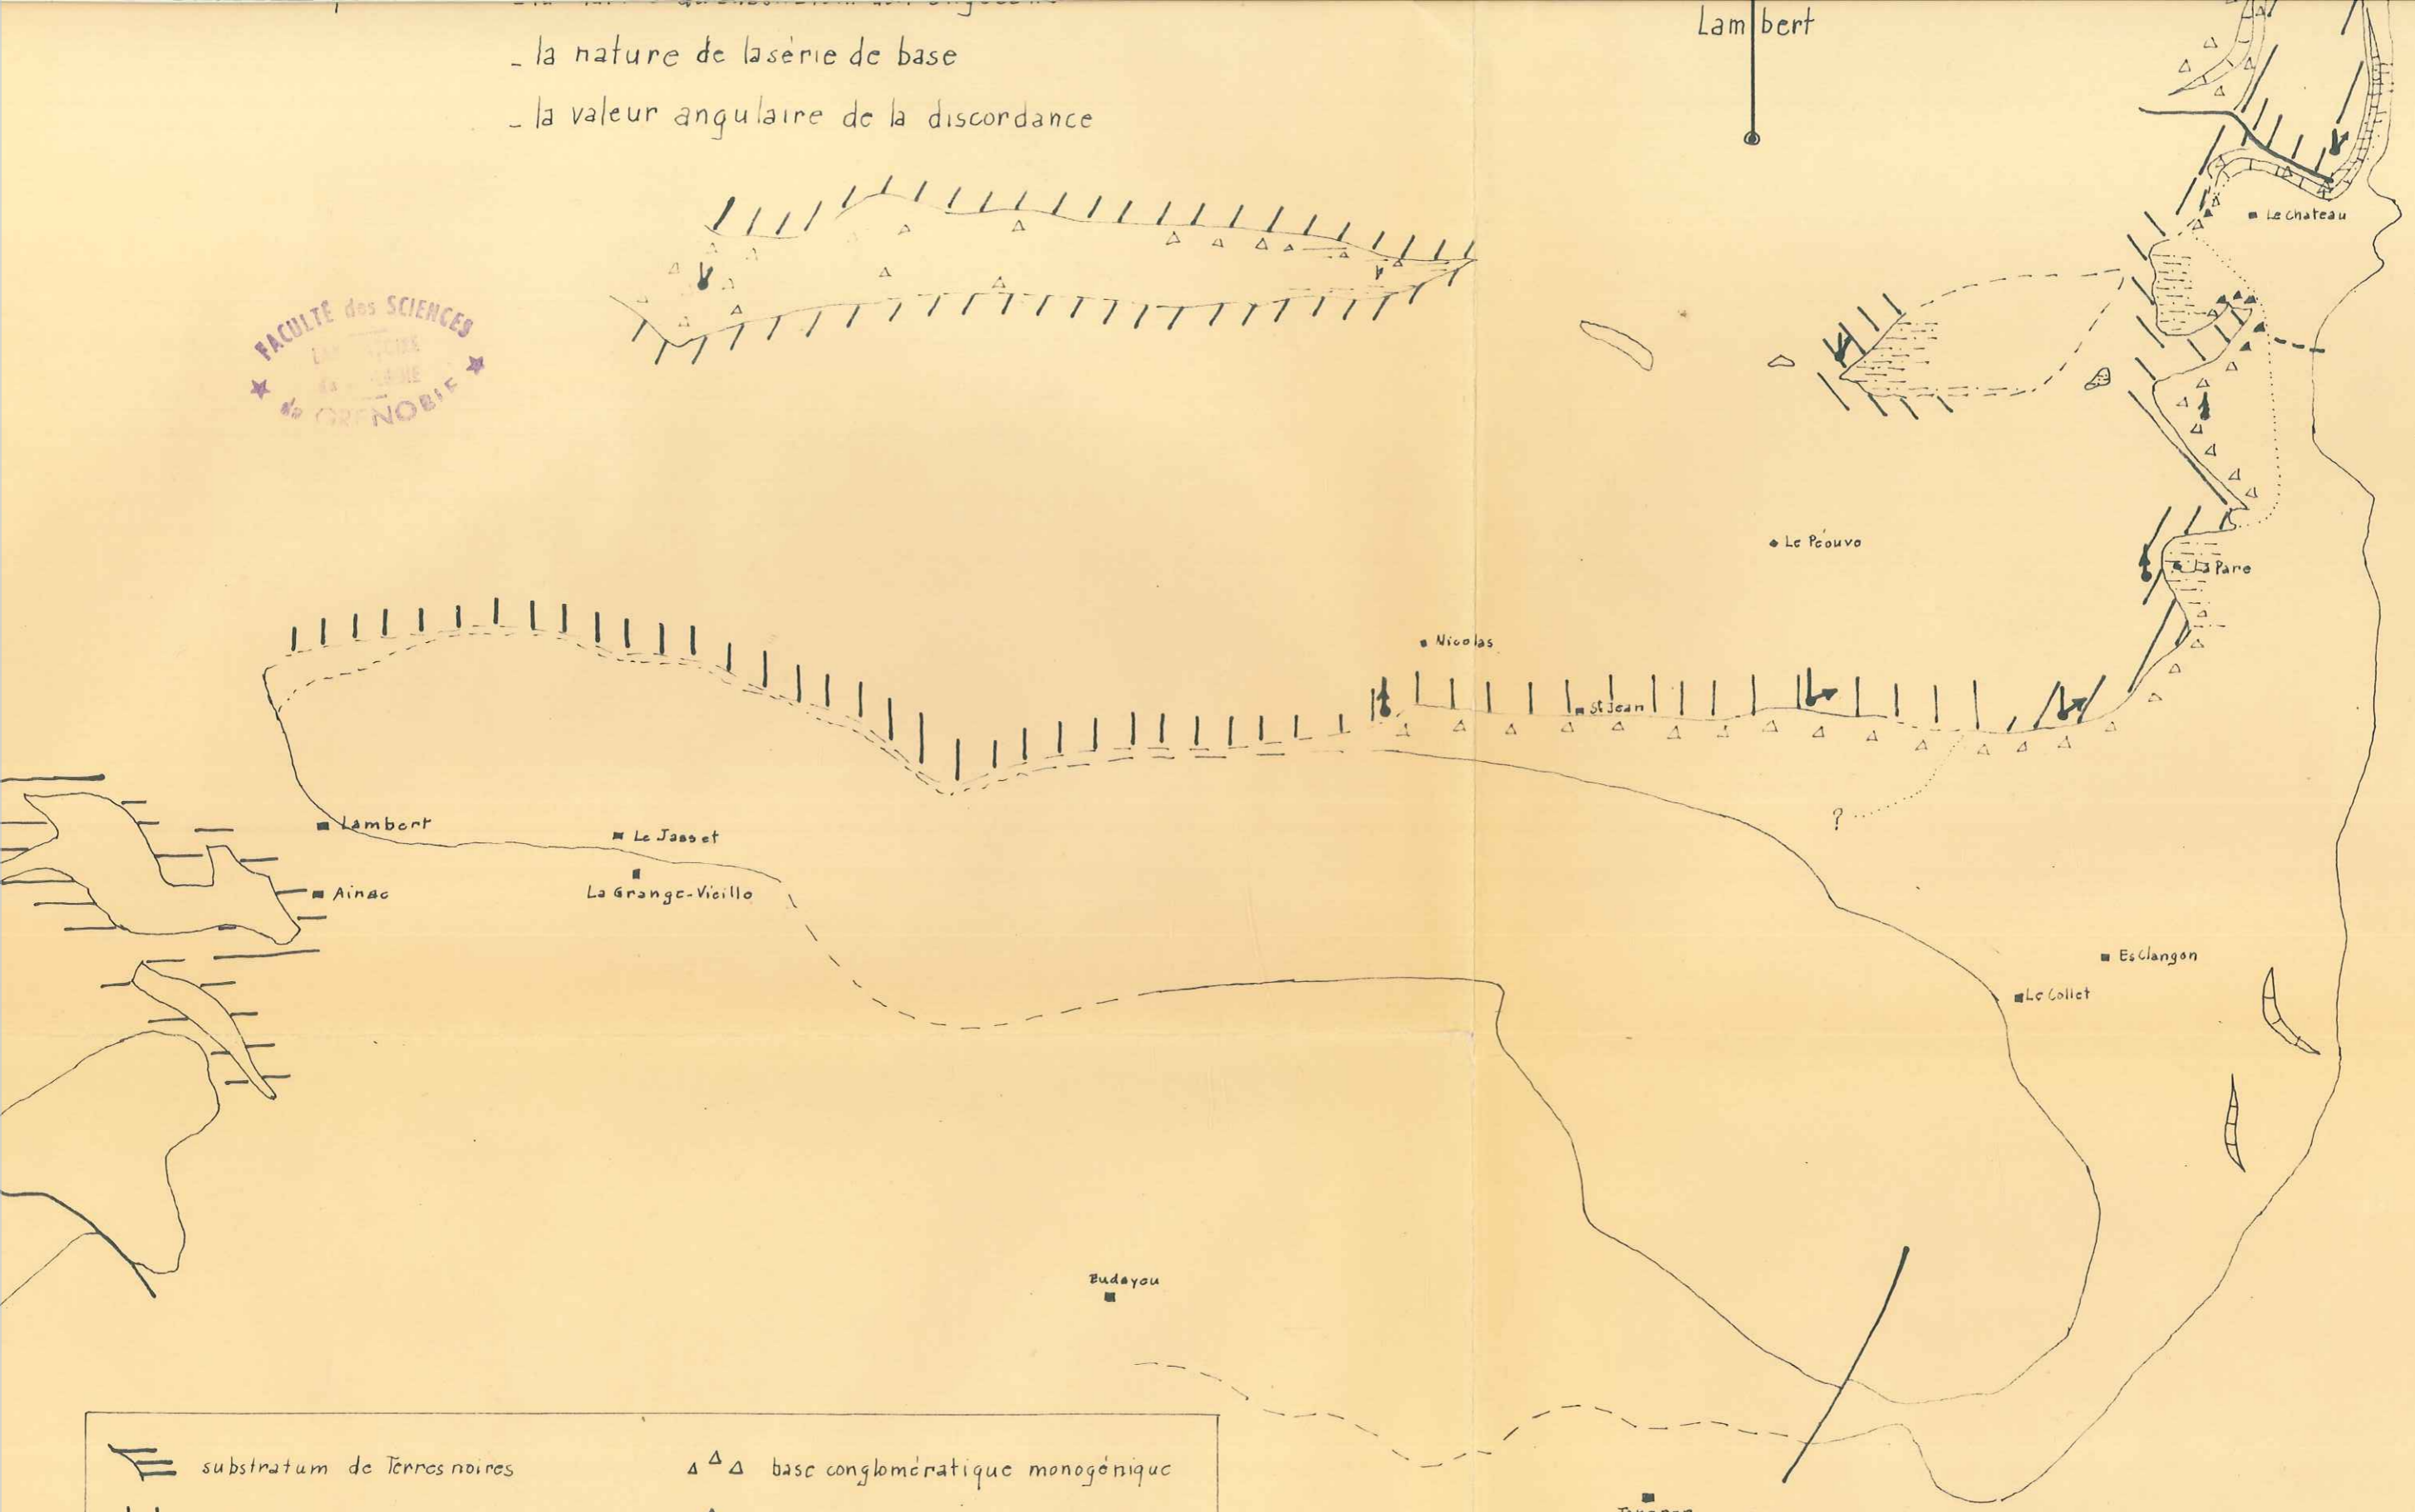 _ la nature de lasèrie de base
_ la valeur angulaire de la discordance
Lambert
Le Chateau
FACULTÉ des SCIENCES
de GRENOBLE
Le Péouvo
La Pare
Nicolas
St Jean
?
Lambert
Le Jasset
La Grange-Vieille
Ainac
Esclangon
Le Collet
Budayou
substratum de Terres noires
base conglomératique monogénique